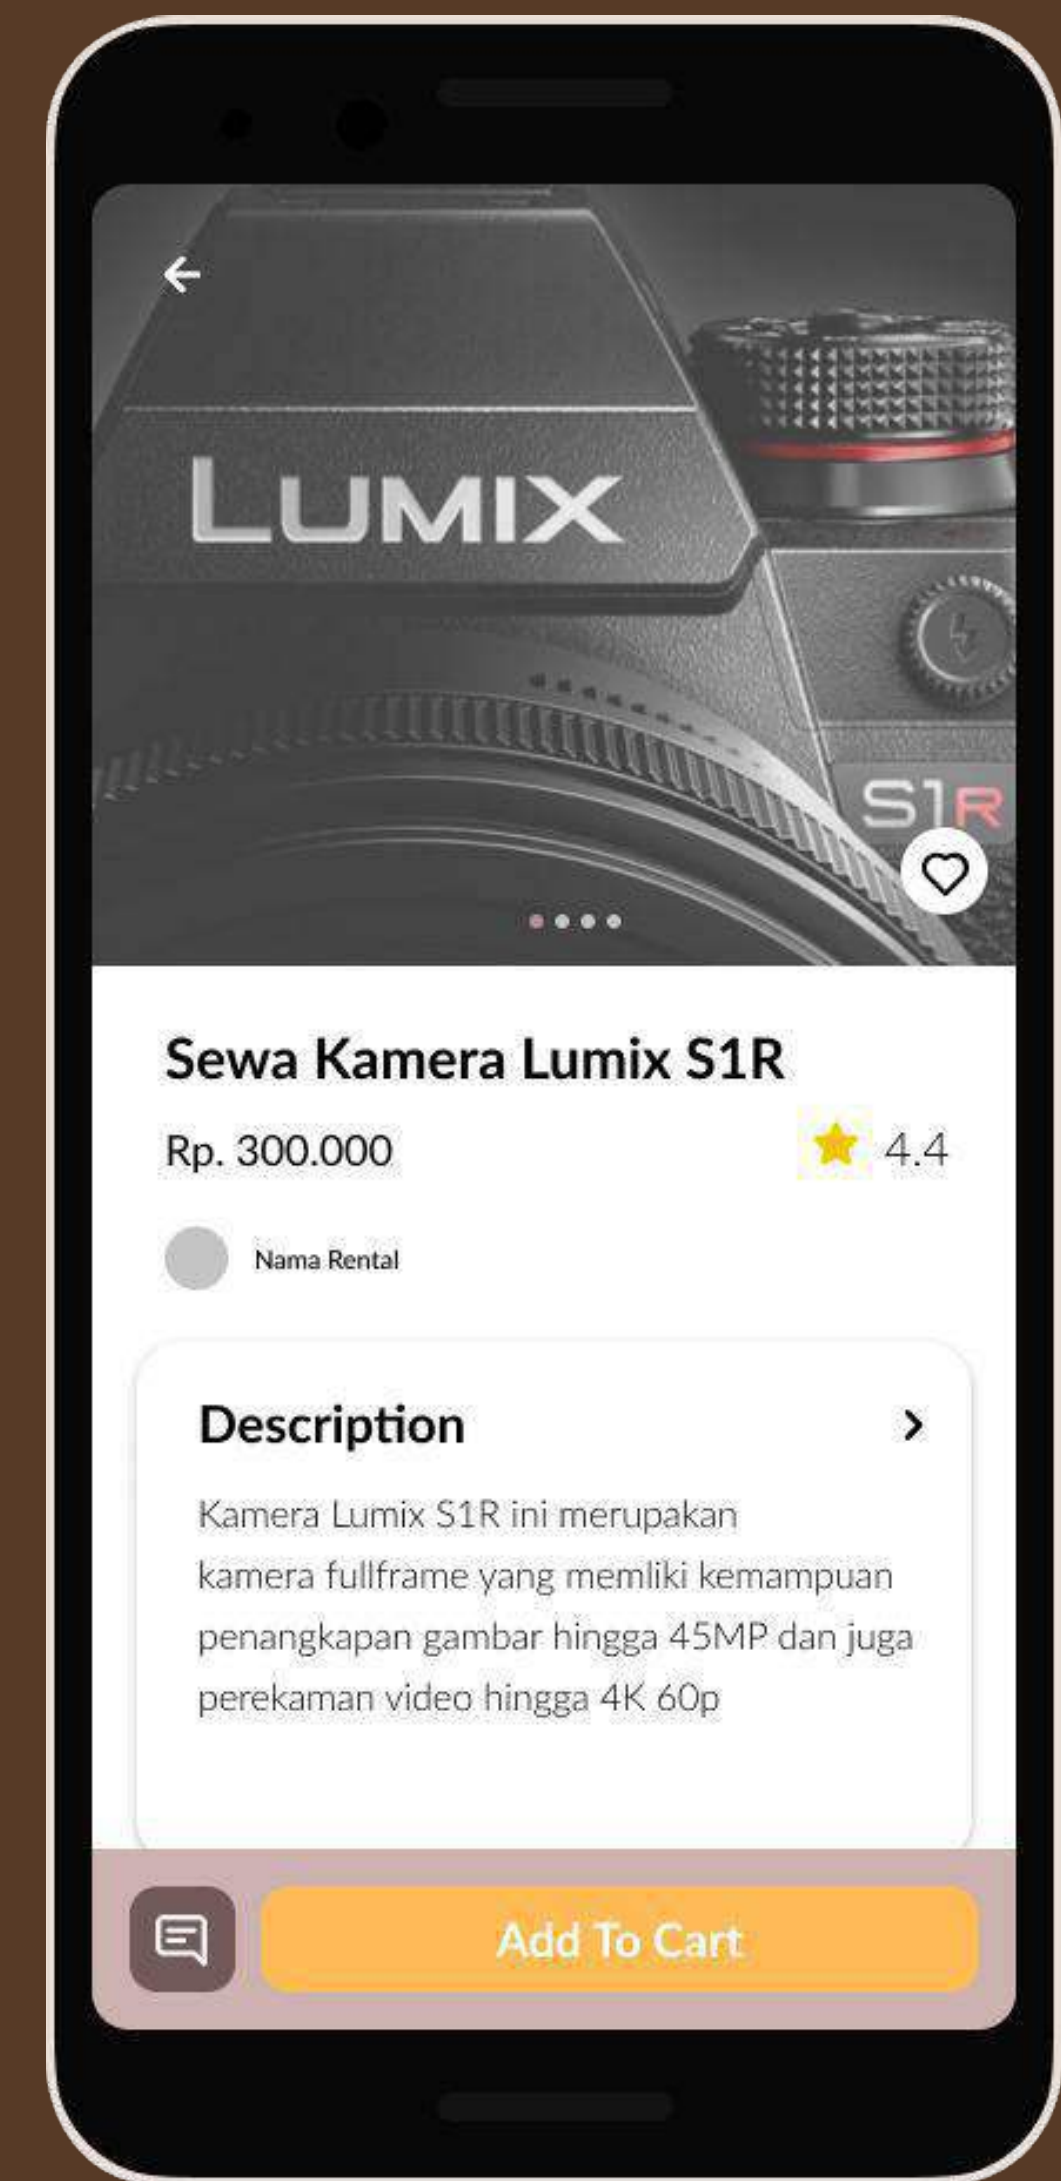 LUMIX
S1R
Sewa Kamera Lumix S1R
Rp. 300.000
4.4
Nama Rental
Description
Kamera Lumix S1R ini merupakan
kamera fullframe yang memliki kemampuan
penangkapan gambar hingga 45MP dan juga
perekaman video hingga 4K 60p
Add To Cart